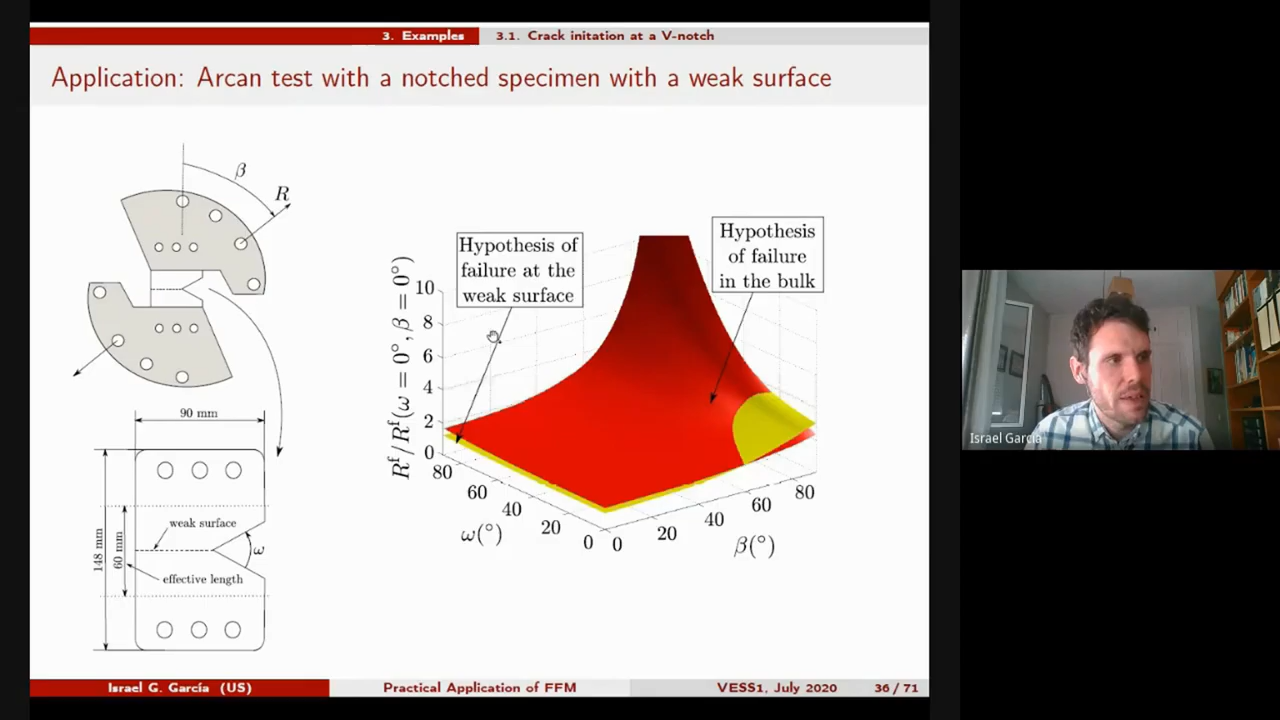 3. Examples
3.1. Crack initation at a V-notch
Application: Arcan test with a notched specimen with a weak surface
β
R
90 mm
148 mm
60 mm
weak surface
ω
effective length
Hypothesis of
failure at the
weak surface
Hypothesis
of failure
in the bulk
R^f/R^f(ω = 0°, β = 0°)
10
8
6
4
2
0
80
60
40
20
0
ω(°)
0
20
40
60
80
β(°)
Israel García
Israel G. García (US)
Practical Application of FFM
VESS1, July 2020
36 / 71